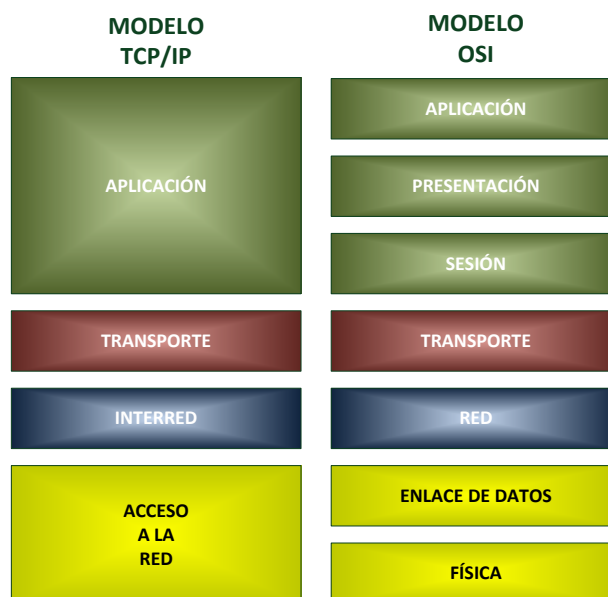 MODELO
TCP/IP
APLICACIÓN
TRANSPORTE
INTERRED
ACCESO
A LA
RED
MODELO
OSI
APLICACIÓN
PRESENTACIÓN
SESIÓN
TRANSPORTE
RED
ENLACE DE DATOS
FÍSICA